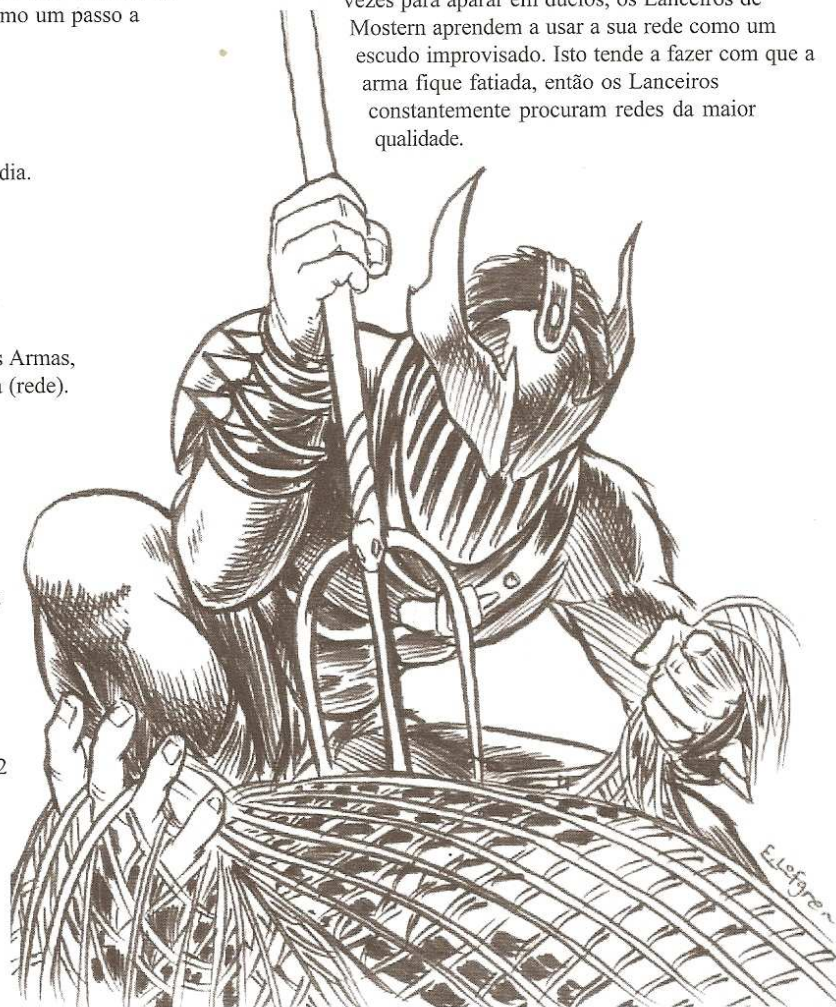 mo um passo a
dia.
s Armas,
a (rede).
2
vezes para aparar em duelos, os Lanceiros de
Mostern aprendem a usar a sua rede como um
escudo improvisado. Isto tende a fazer com que a
arma fique fatiada, então os Lanceiros
constantemente procuram redes da maior
qualidade.
E. Lofgren